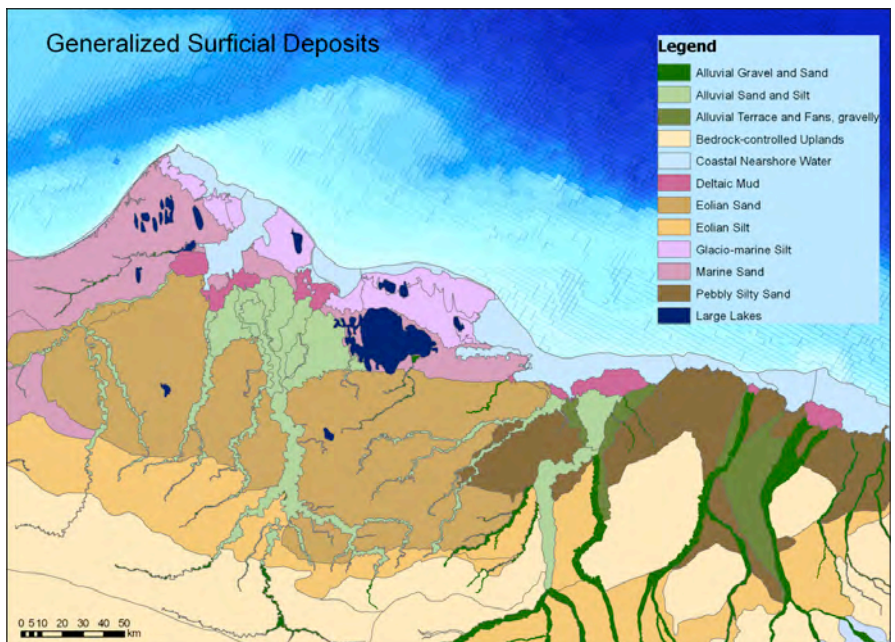 Generalized Surficial Deposits
Legend
Alluvial Gravel and Sand
Alluvial Sand and Silt
Alluvial Terrace and Fans, gravelly
Bedrock-controlled Uplands
Coastal Nearshore Water
Deltaic Mud
Eolian Sand
Eolian Silt
Glacio-marine Silt
Marine Sand
Pebbly Silty Sand
Large Lakes
0 5 10 20 30 40 50
km